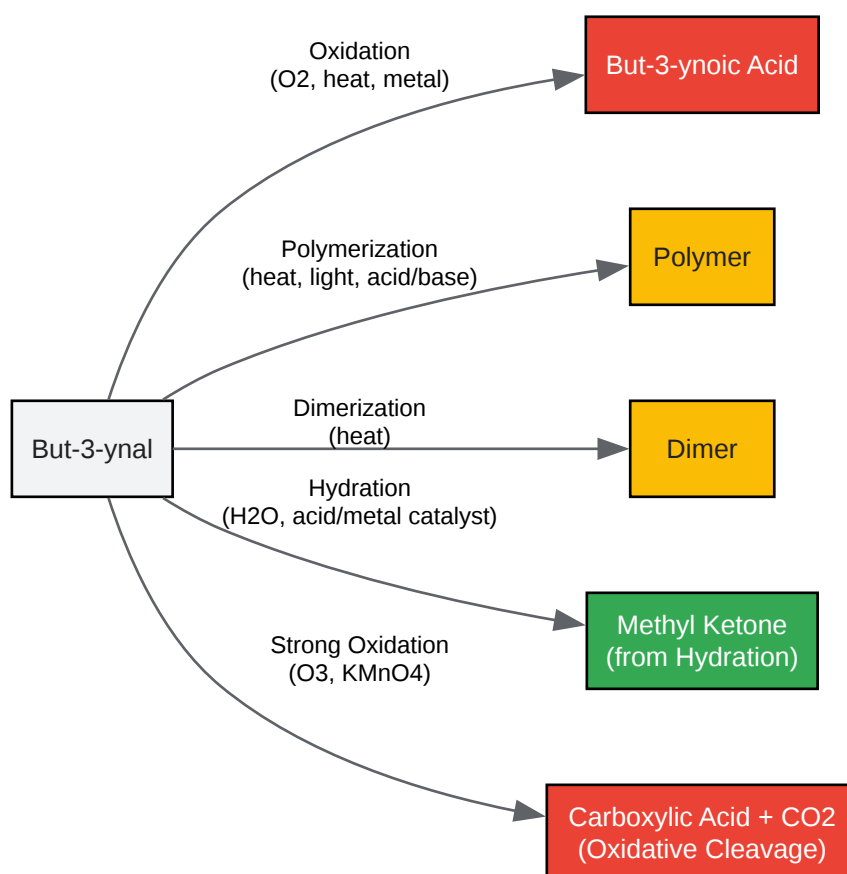 Oxidation
(O2, heat, metal)
But-3-ynoic Acid
Polymerization
(heat, light, acid/base)
Polymer
But-3-ynal
Dimerization
(heat)
Dimer
Hydration
(H2O, acid/metal catalyst)
Methyl Ketone
(from Hydration)
Strong Oxidation
(O3, KMnO4)
Carboxylic Acid + CO2
(Oxidative Cleavage)